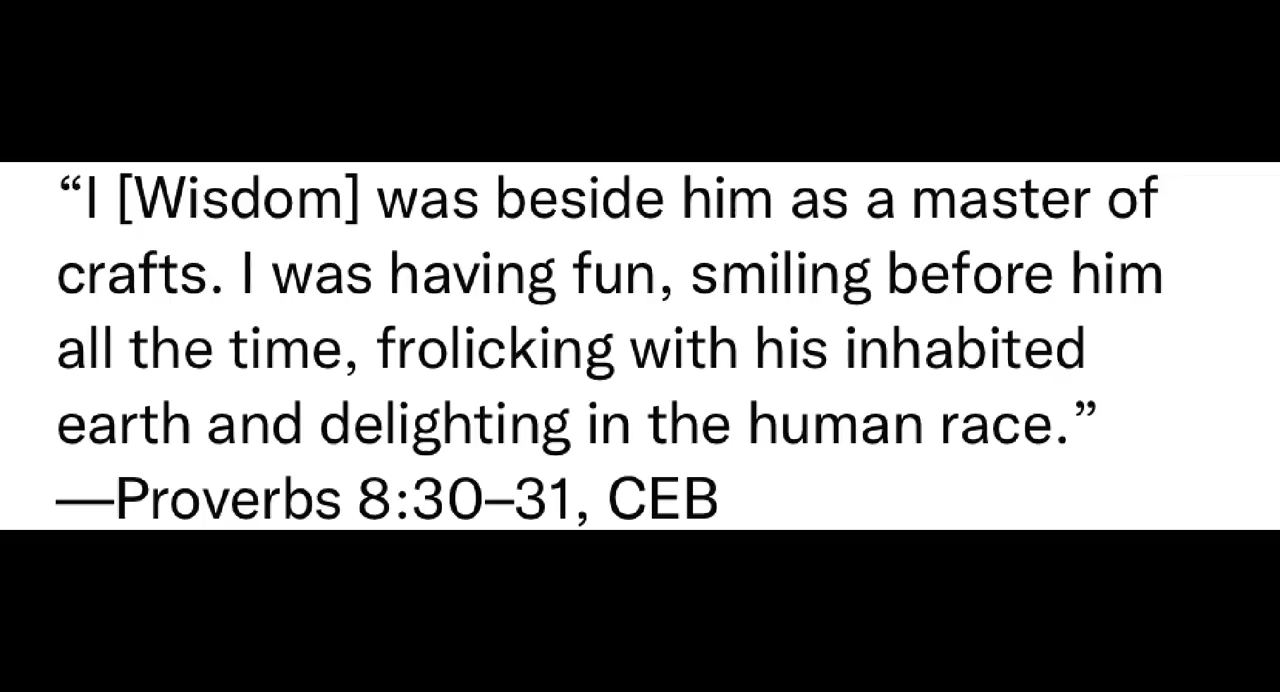 “I [Wisdom] was beside him as a master of
crafts. I was having fun, smiling before him
all the time, frolicking with his inhabited
earth and delighting in the human race.”
—Proverbs 8:30–31, CEB